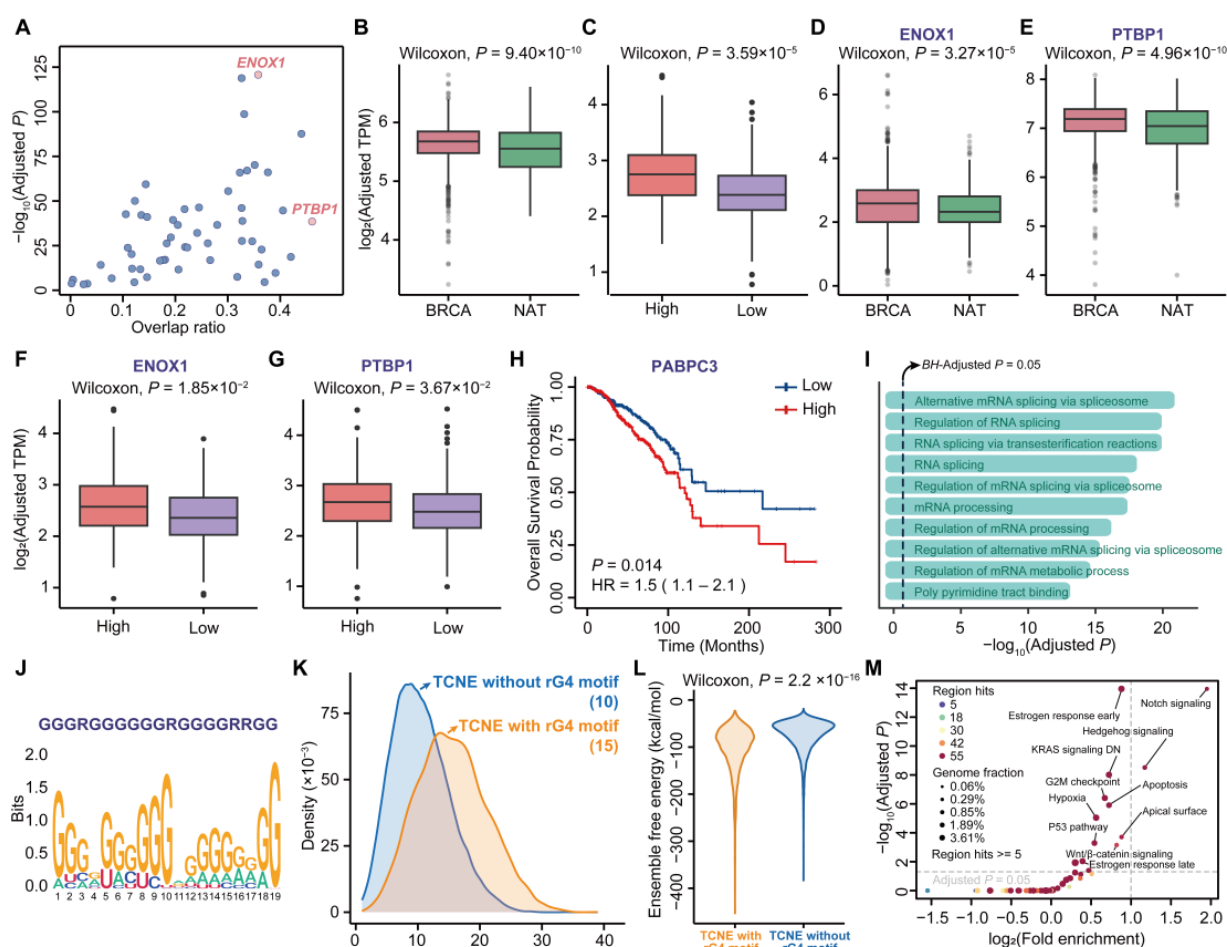 A
ENOX1
PTBP1
−log₁₀(Adjusted P)
125
100
75
50
25
0
0 0.1 0.2 0.3 0.4
Overlap ratio
B
Wilcoxon, P = 9.40×10⁻¹⁰
log₂(Adjusted TPM)
6
5
4
BRCA NAT
C
Wilcoxon, P = 3.59×10⁻⁵
4
3
2
1
High Low
D
ENOX1
Wilcoxon, P = 3.27×10⁻⁵
6
4
2
0
BRCA NAT
E
PTBP1
Wilcoxon, P = 4.96×10⁻¹⁰
8
7
6
5
4
BRCA NAT
F
ENOX1
Wilcoxon, P = 1.85×10⁻²
log₂(Adjusted TPM)
4
3
2
1
High Low
G
PTBP1
Wilcoxon, P = 3.67×10⁻²
4
3
2
1
High Low
H
PABPC3
Low
High
Overall Survival Probability
1.00
0.75
0.50
0.25
0.00
P = 0.014
HR = 1.5 ( 1.1 – 2.1 )
0 100 200 300
Time (Months)
I
BH-Adjusted P = 0.05
Alternative mRNA splicing via spliceosome
Regulation of RNA splicing
RNA splicing via transesterification reactions
RNA splicing
Regulation of mRNA splicing via spliceosome
mRNA processing
Regulation of mRNA processing
Regulation of alternative mRNA splicing via spliceosome
Regulation of mRNA metabolic process
Poly pyrimidine tract binding
0 5 10 15 20
−log₁₀(Adjusted P)
J
GGGRGGGGGGRGGGGRRGG
Bits
2.0
1.5
1.0
0.5
0.0
1 2 3 4 5 6 7 8 9 10 11 12 13 14 15 16 17 18 19
K
TCNE without rG4 motif
(10)
TCNE with rG4 motif
(15)
Density (×10⁻³)
75
50
25
0
0 10 20 30 40
L
Wilcoxon, P = 2.2 ×10⁻¹⁶
Ensemble free energy (kcal/mol)
0
−100
−200
−300
−400
TCNE with
rG4 motif
TCNE without
rG4 motif
M
−log₁₀(Adjusted P)
14
12
10
8
6
4
2
0
Region hits
5
18
30
42
55
Genome fraction
0.06%
0.29%
0.85%
1.89%
3.61%
Region hits >= 5
Adjusted P = 0.05
Notch signaling
Estrogen response early
Hedgehog signaling
KRAS signaling DN
G2M checkpoint
Apoptosis
Hypoxia
Apical surface
P53 pathway
Wnt/β-catenin signaling
Estrogen response late
−1.5 −1.0 −0.5 0.0 0.5 1.0 1.5 2.0
log₂(Fold enrichment)